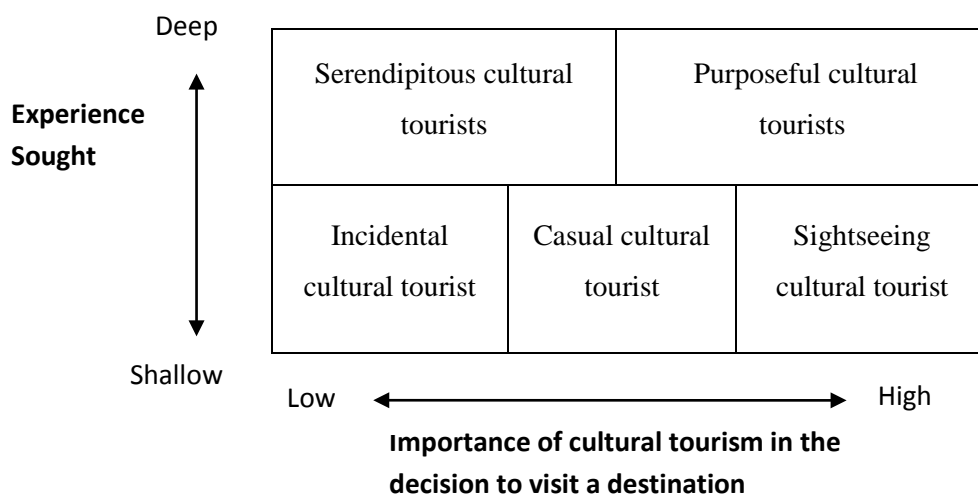 Deep
Experience
Sought
Serendipitous cultural
tourists
Purposeful cultural
tourists
Incidental
cultural tourist
Casual cultural
tourist
Sightseeing
cultural tourist
Shallow
Low
High
Importance of cultural tourism in the
decision to visit a destination